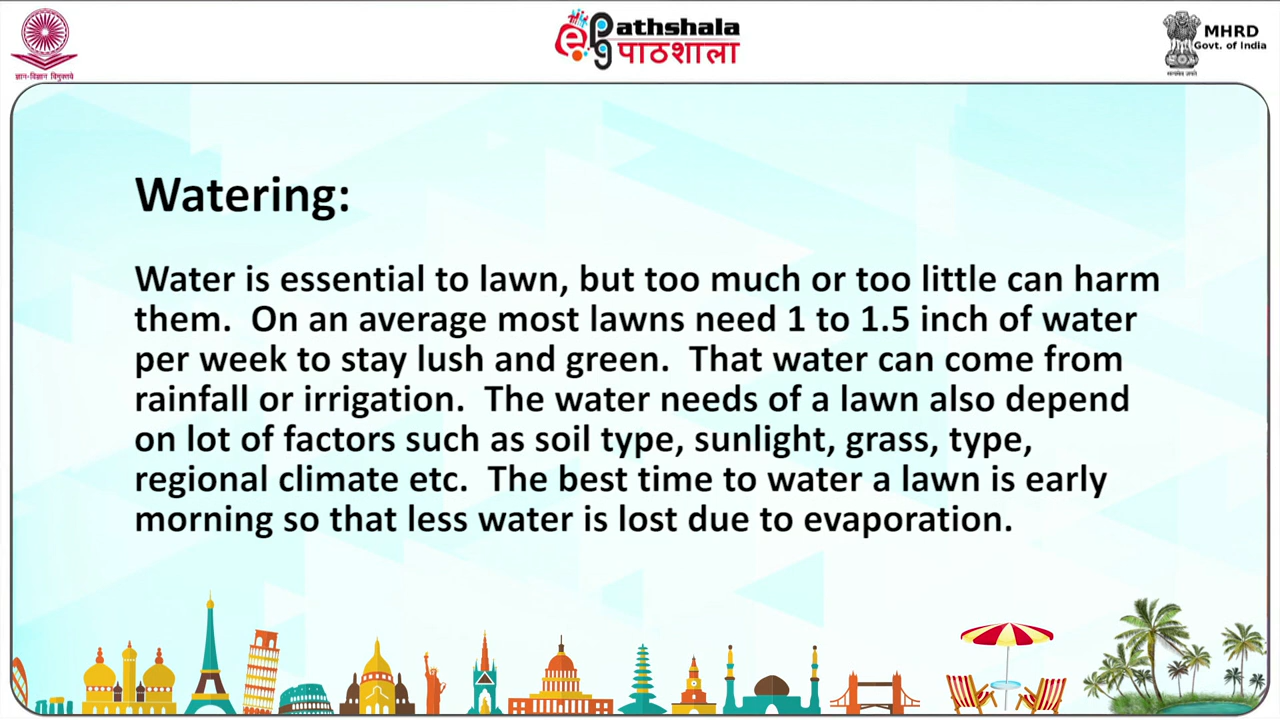 ज्ञान-विज्ञान विमुक्तये
ePathshala
पाठशाला
MHRD
Govt. of India
सत्यमेव जयते
Watering:
Water is essential to lawn, but too much or too little can harm
them.  On an average most lawns need 1 to 1.5 inch of water
per week to stay lush and green.  That water can come from
rainfall or irrigation.  The water needs of a lawn also depend
on lot of factors such as soil type, sunlight, grass, type,
regional climate etc.  The best time to water a lawn is early
morning so that less water is lost due to evaporation.